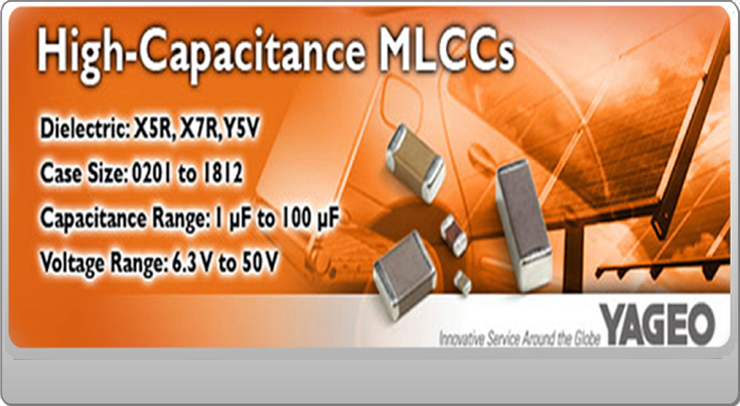 High-Capacitance MLCCs
Dielectric: X5R, X7R,Y5V
Case Size: 0201 to 1812
Capacitance Range: 1 µF to 100 µF
Voltage Range: 6.3 V to 50 V
Innovative Service Around the Globe YAGEO